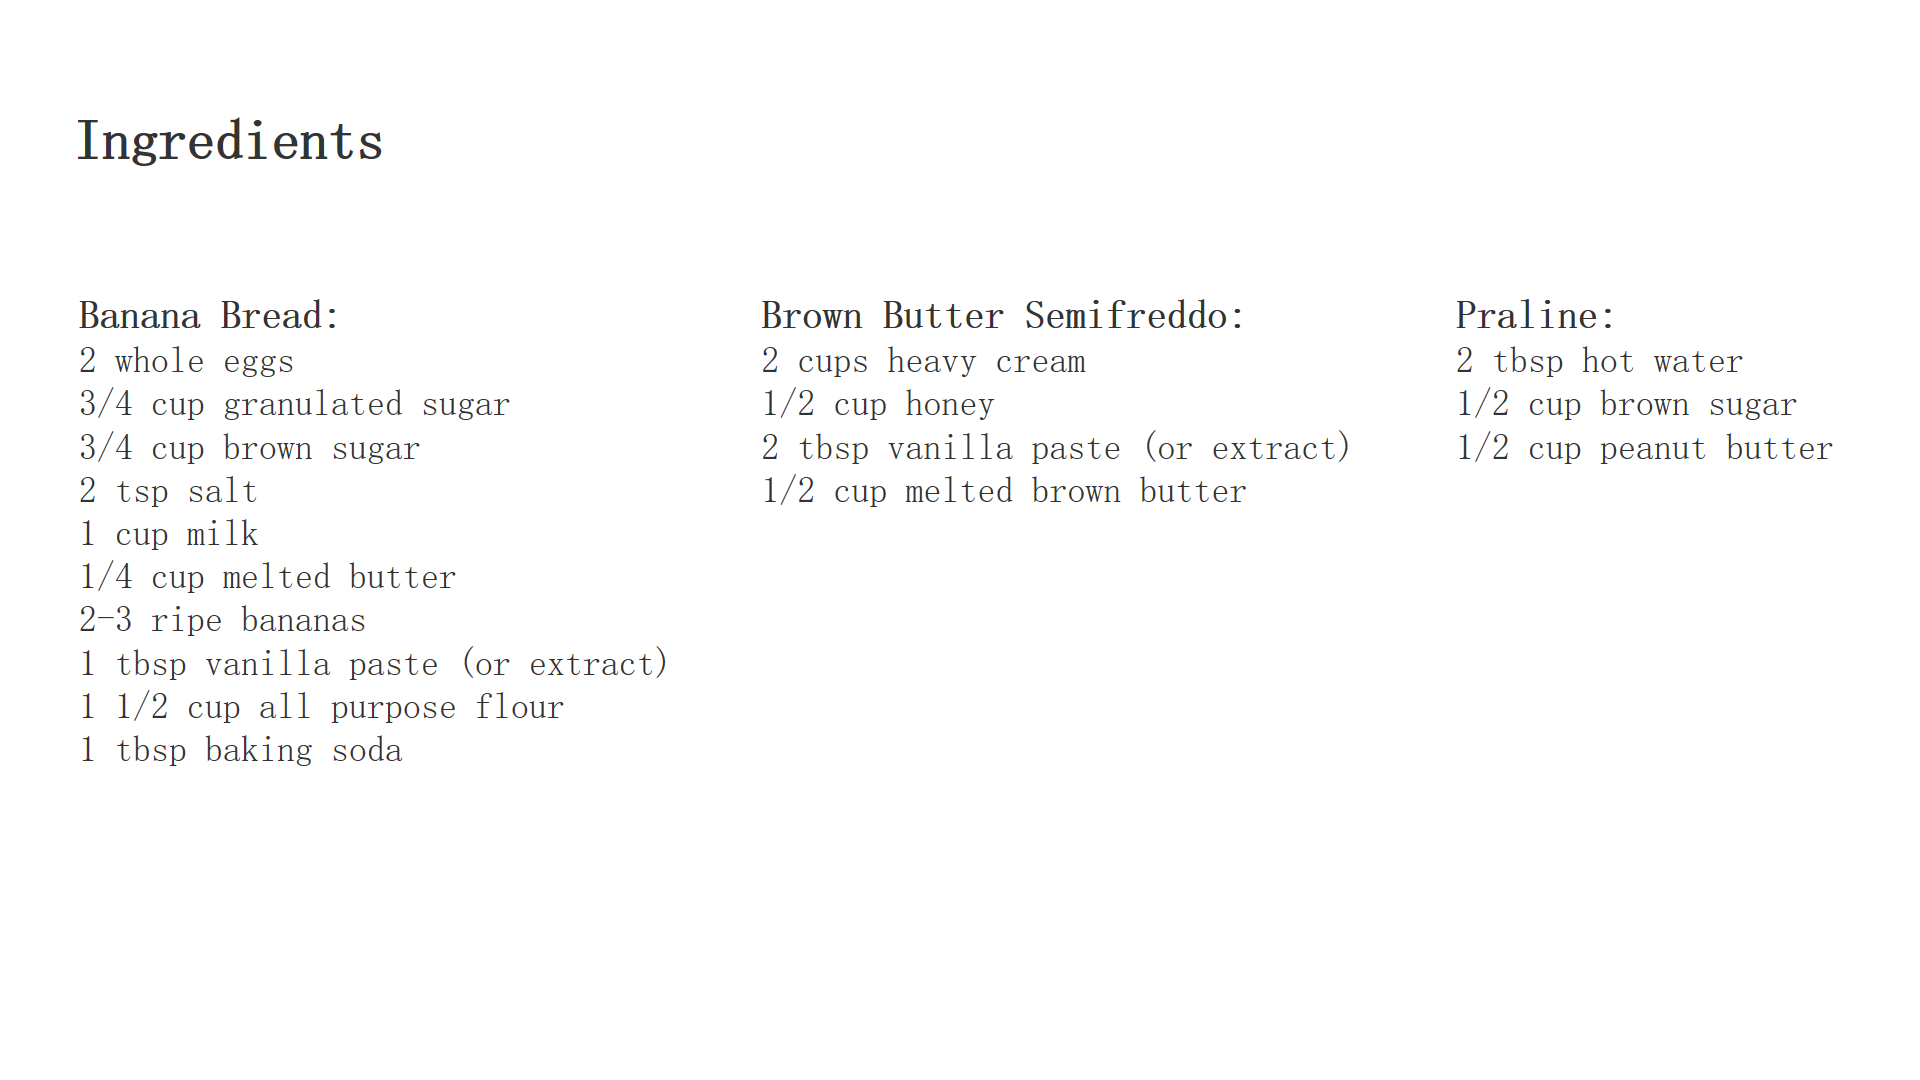 Ingredients
Banana Bread:
2 whole eggs
3/4 cup granulated sugar
3/4 cup brown sugar
2 tsp salt
1 cup milk
1/4 cup melted butter
2-3 ripe bananas
1 tbsp vanilla paste (or extract)
1 1/2 cup all purpose flour
1 tbsp baking soda
Brown Butter Semifreddo:
2 cups heavy cream
1/2 cup honey
2 tbsp vanilla paste (or extract)
1/2 cup melted brown butter
Praline:
2 tbsp hot water
1/2 cup brown sugar
1/2 cup peanut butter